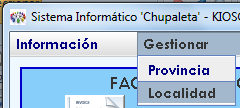 Sistema Informático 'Chupaleta' - KIOSC
Información Gestionar
Provincia
Localidad
FAC